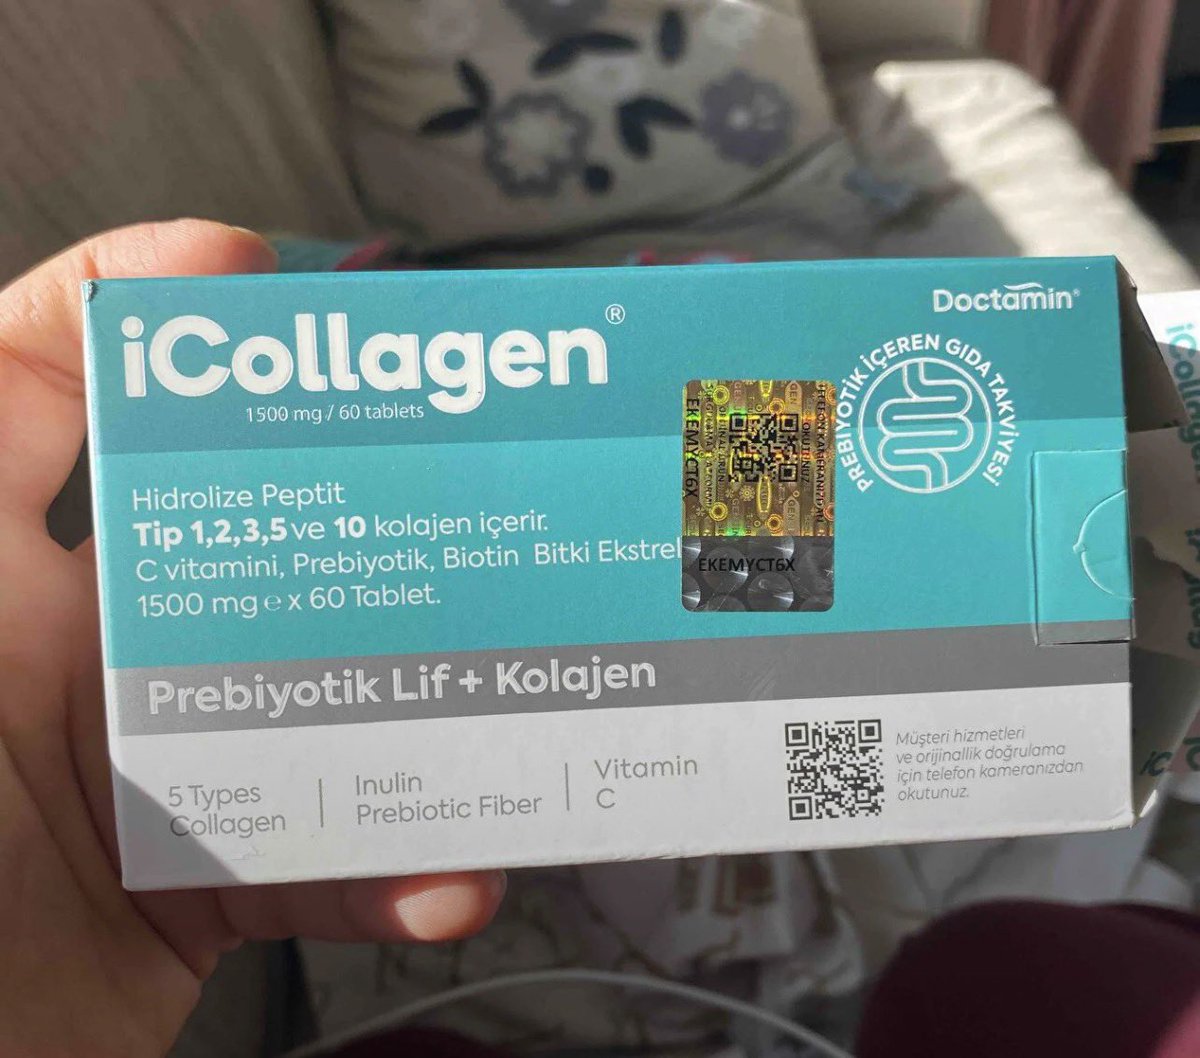 Doctamin®
iCollagen®
1500 mg / 60 tablets
PREBİYOTİK İÇEREN GIDA TAKVİYESİ
Hidrolize Peptit
Tip 1,2,3,5 ve 10 kolajen içerir.
C vitamini, Prebiyotik, Biotin Bitki Ekstrel
1500 mg e x 60 Tablet.
EKEMYCT6X
EKEMYCT6X
Prebiyotik Lif + Kolajen
5 Types
Collagen
Inulin
Prebiotic Fiber
Vitamin
C
Müşteri hizmetleri
ve orijinallik doğrulama
için telefon kameranızdan
okutunuz.